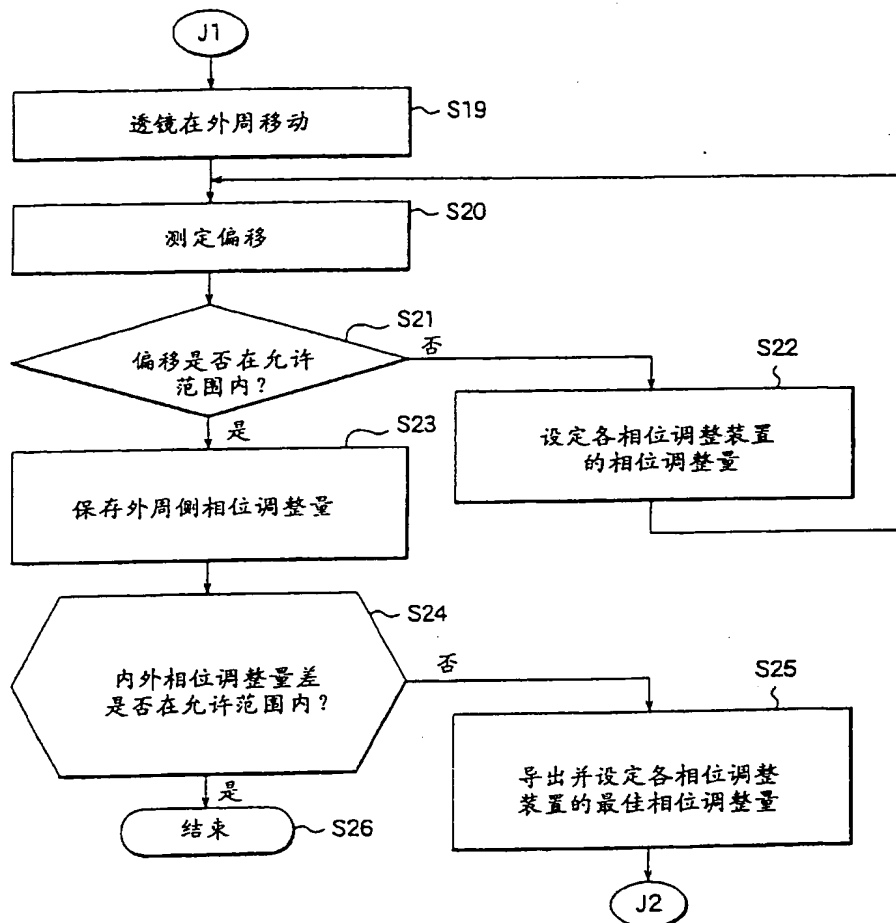 J1
透镜在外周移动
S19
测定偏移
S20
偏移是否在允许
范围内?
S21
否
是
S22
设定各相位调整装置
的相位调整量
S23
保存外周侧相位调整量
S24
内外相位调整量差
是否在允许范围内?
否
是
S25
导出并设定各相位调整
装置的最佳相位调整量
结束
S26
J2